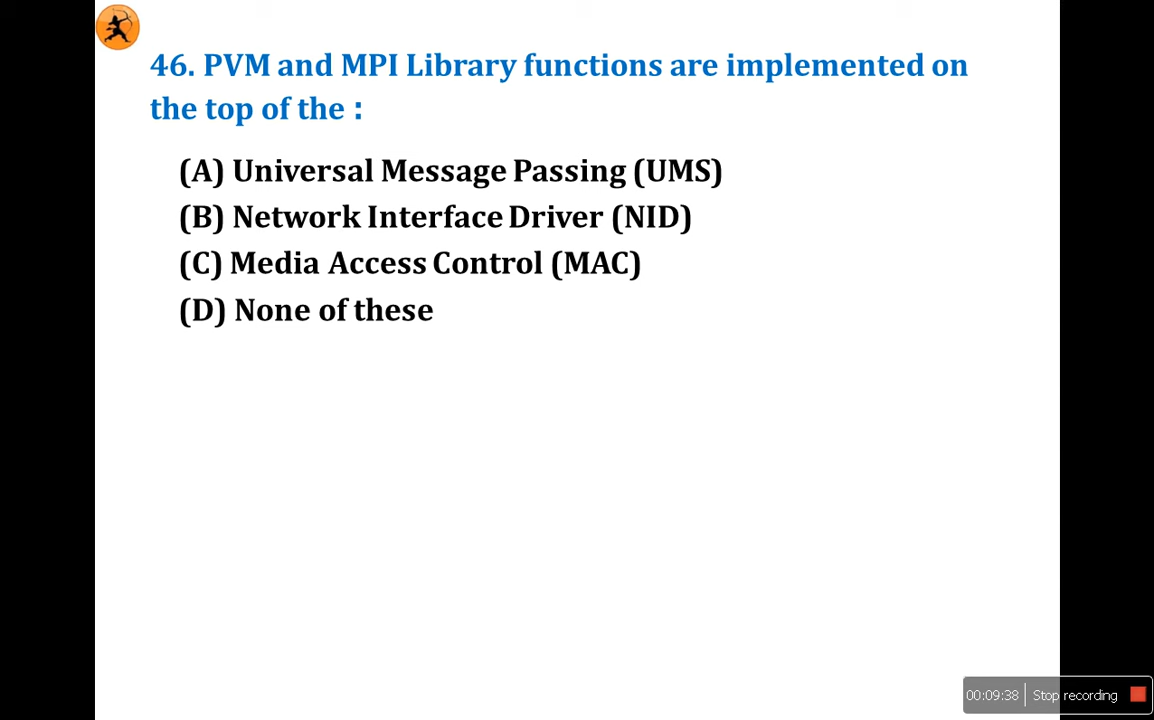 46. PVM and MPI Library functions are implemented on
the top of the :
(A) Universal Message Passing (UMS)
(B) Network Interface Driver (NID)
(C) Media Access Control (MAC)
(D) None of these
00:09:38 Stop recording